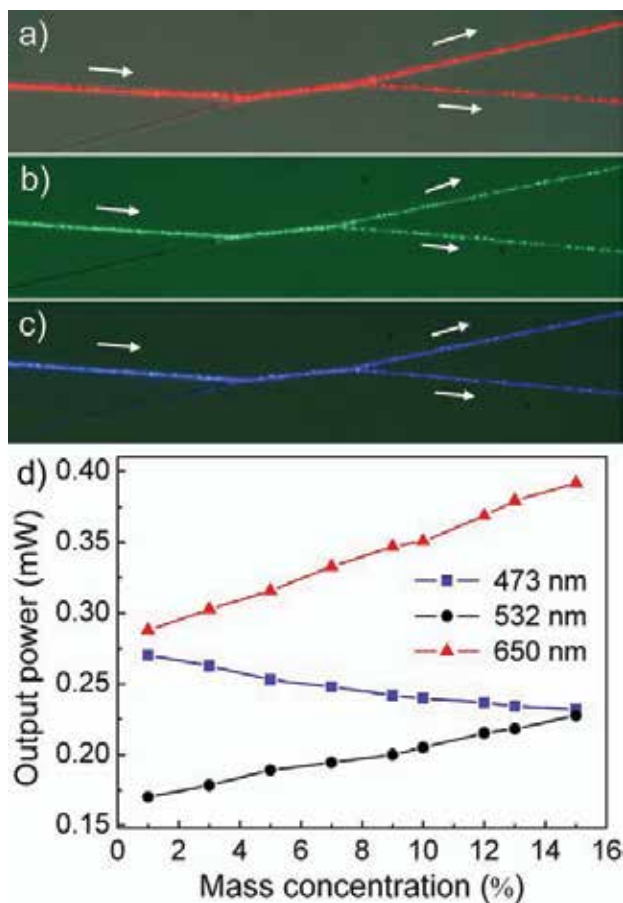 a)
b)
c)
d)
Output power (mW)
0.40
0.35
0.30
0.25
0.20
0.15
473 nm
532 nm
650 nm
0 2 4 6 8 10 12 14 16
Mass concentration (%)